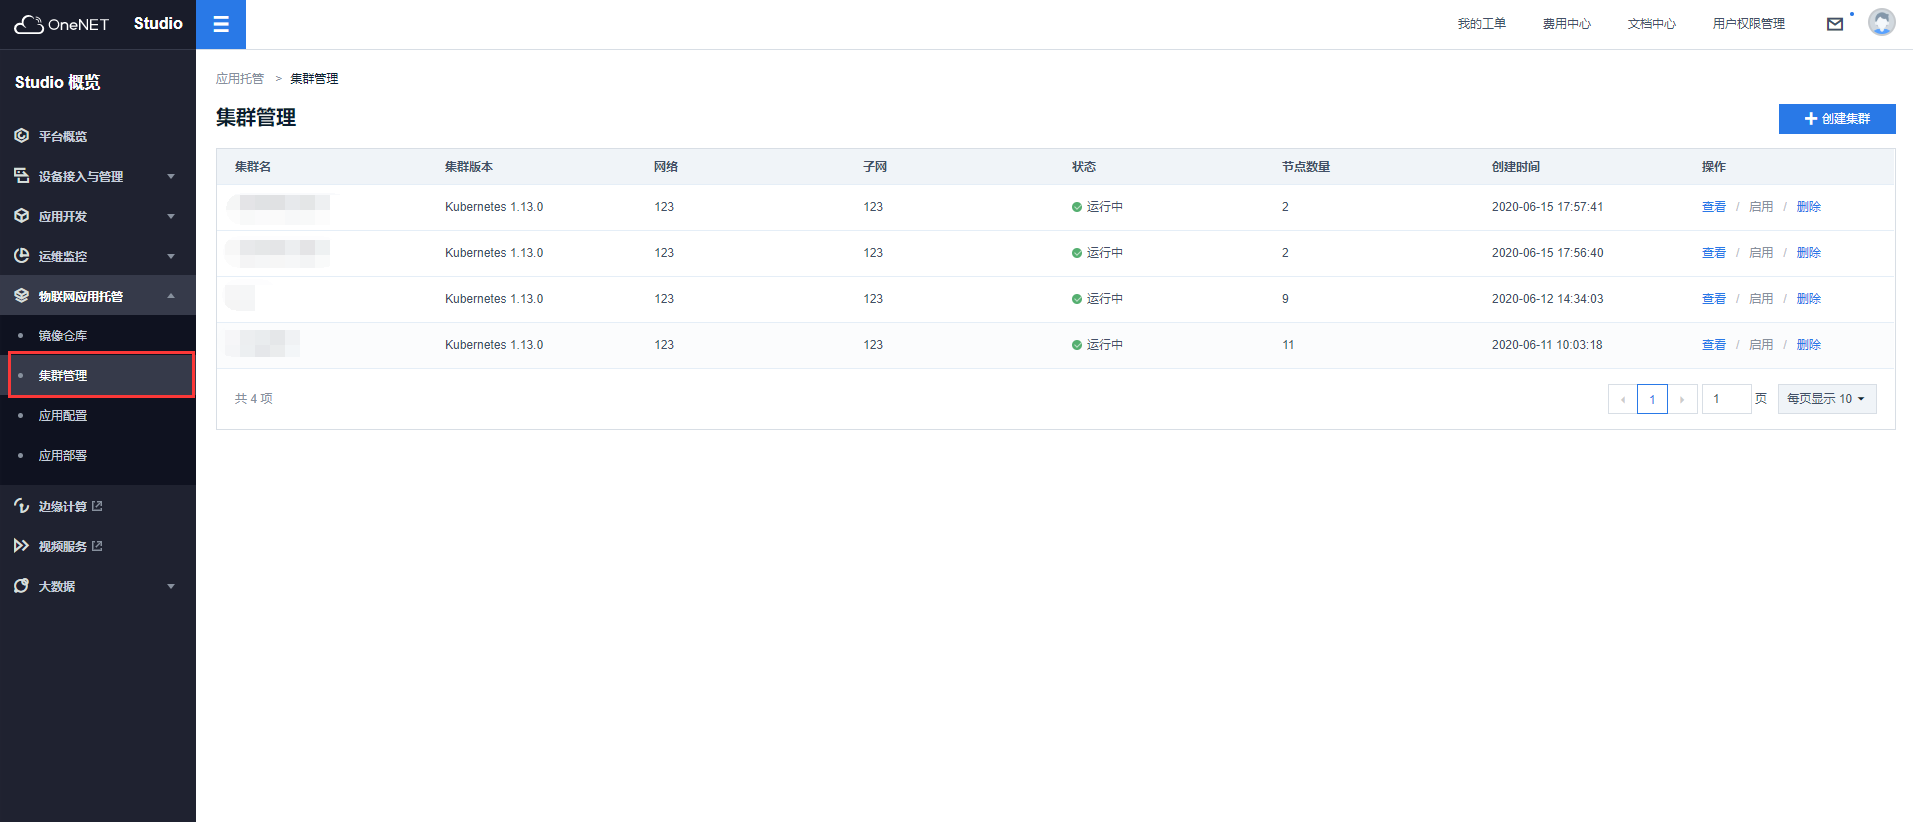 OneNET Studio 我的工单 费用中心 文档中心 用户权限管理
Studio 概览
平台概览
设备接入与管理
应用开发
运维监控
物联网应用托管
镜像仓库
集群管理
应用配置
应用部署
边缘计算
视频服务
大数据
应用托管 > 集群管理
集群管理
创建集群
集群名 集群版本 网络 子网 状态 节点数量 创建时间 操作
Kubernetes 1.13.0 123 123 运行中 2 2020-06-15 17:57:41 查看 / 启用 / 删除
Kubernetes 1.13.0 123 123 运行中 2 2020-06-15 17:56:40 查看 / 启用 / 删除
Kubernetes 1.13.0 123 123 运行中 9 2020-06-12 14:34:03 查看 / 启用 / 删除
Kubernetes 1.13.0 123 123 运行中 11 2020-06-11 10:03:18 查看 / 启用 / 删除
共 4 项 1 1 页 每页显示 10